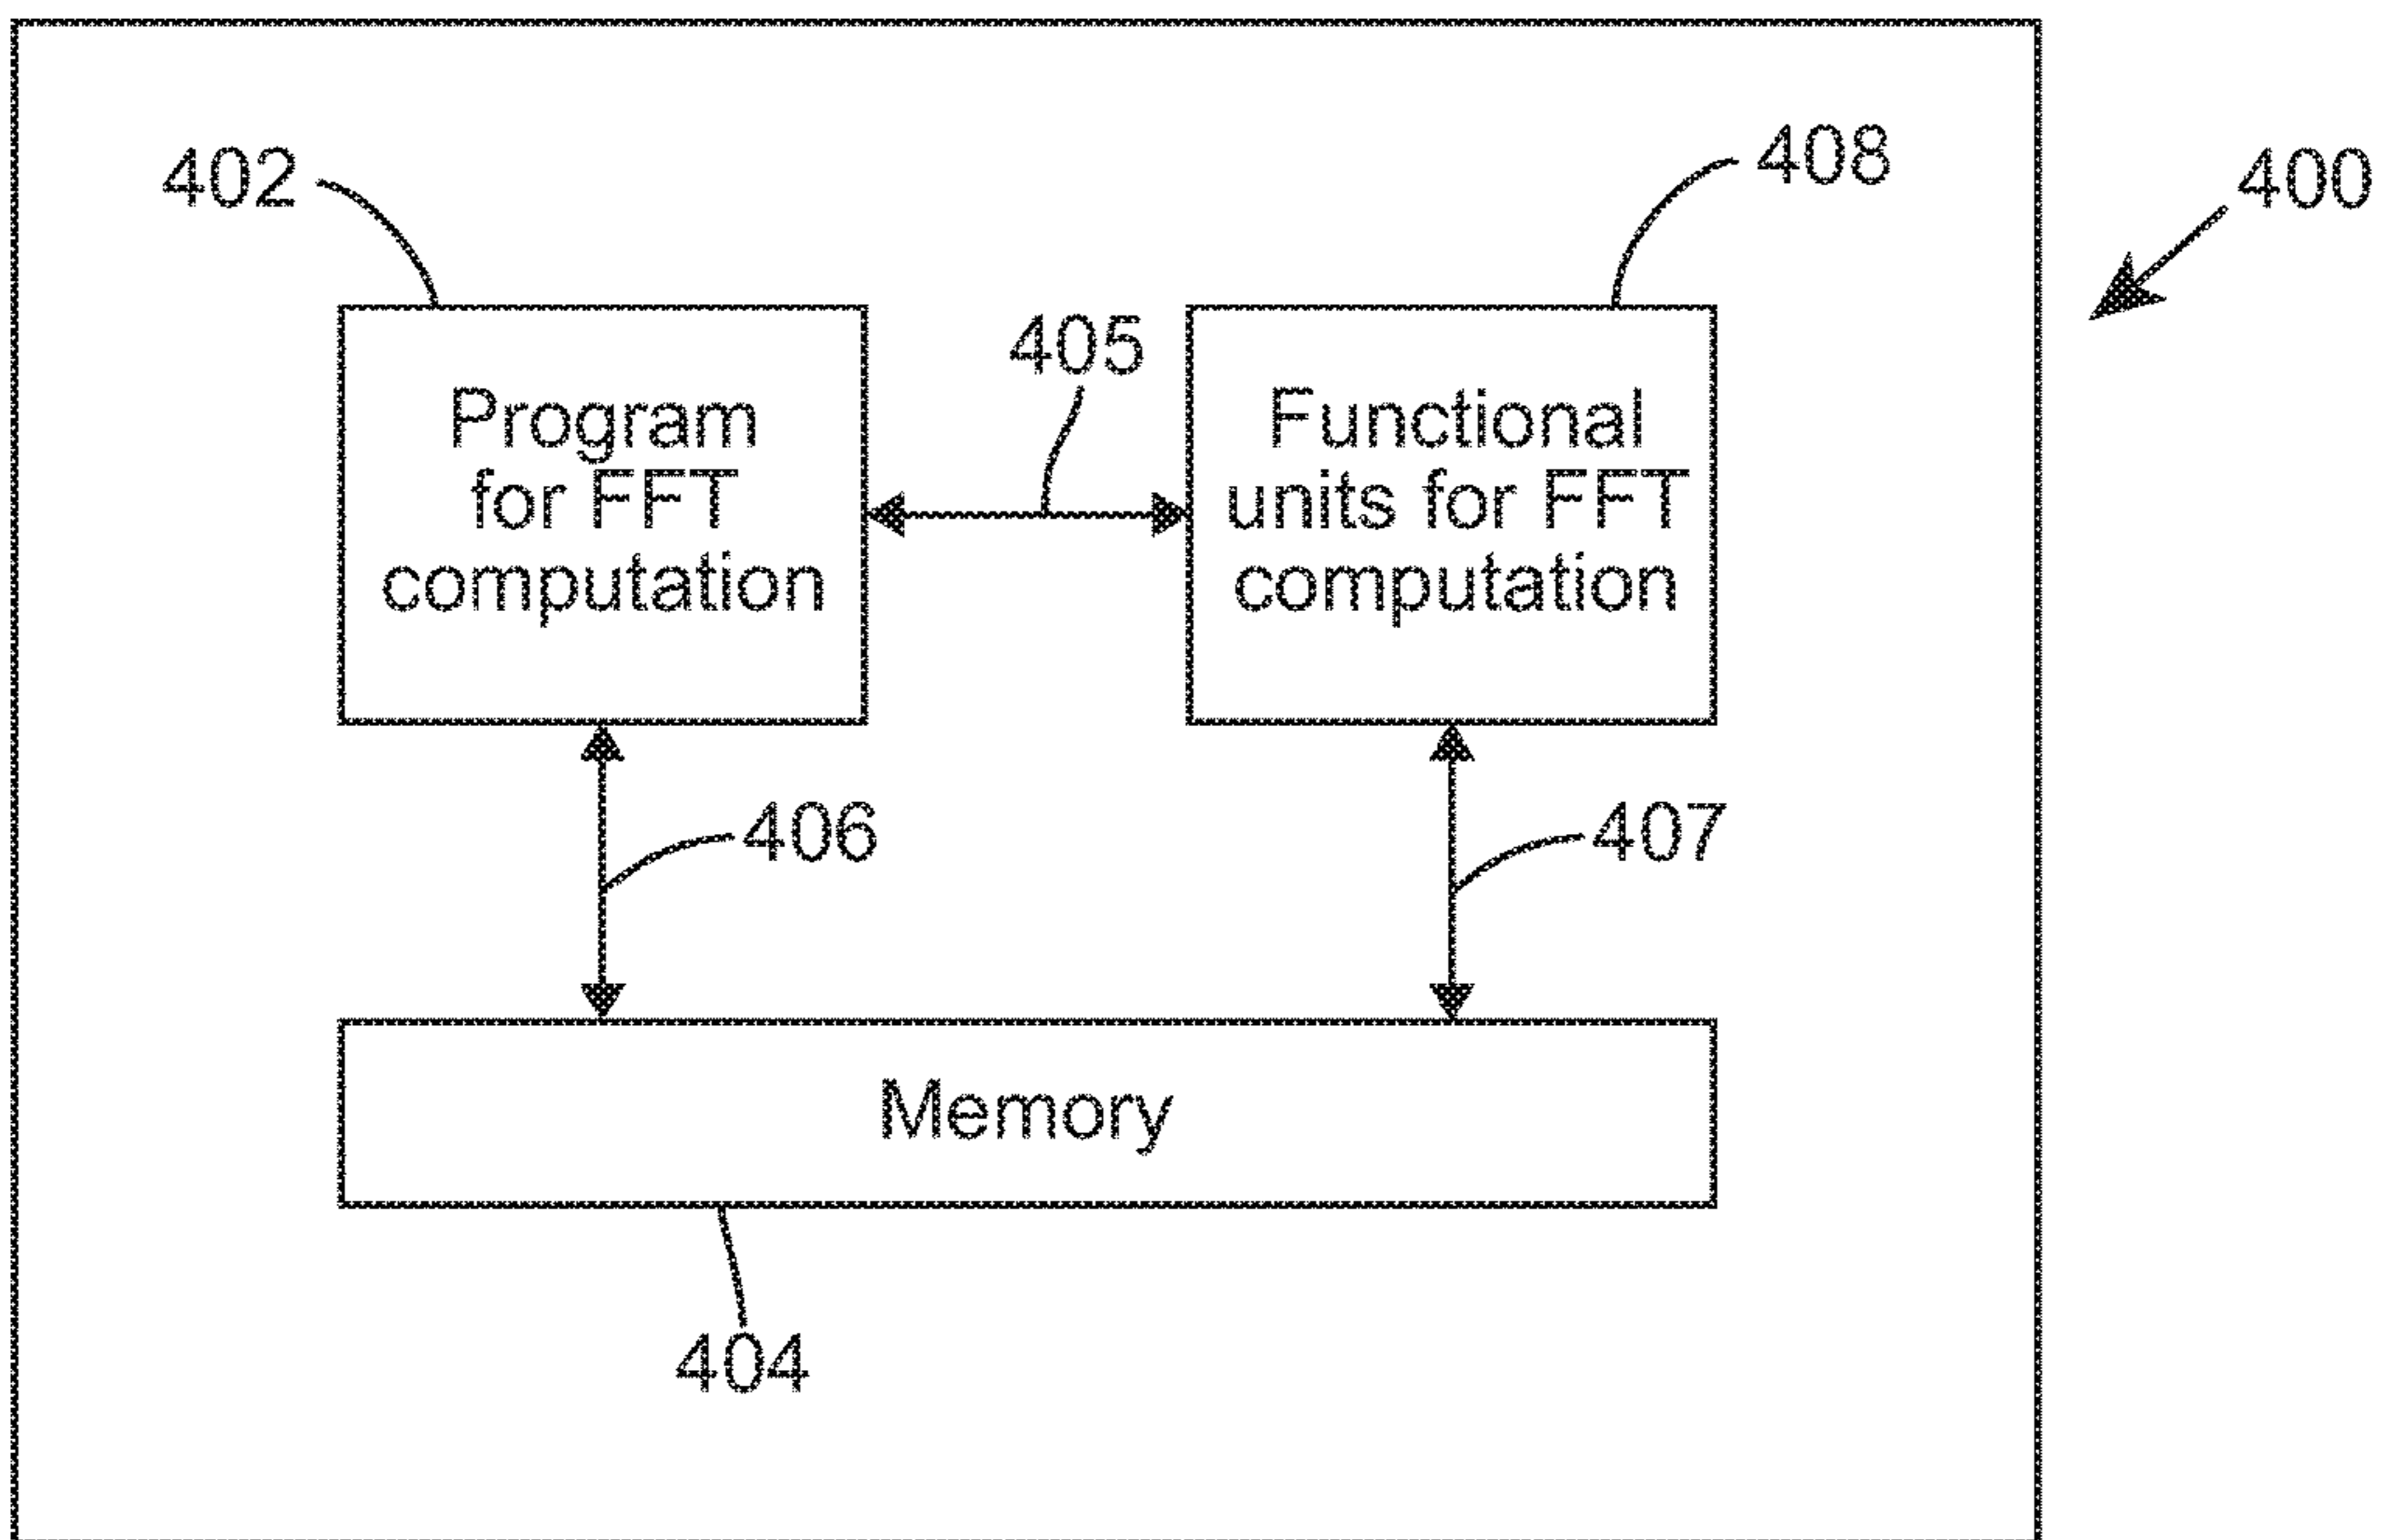 402
408
400
405
Program
for FFT
computation
Functional
units for FFT
computation
406
407
Memory
404